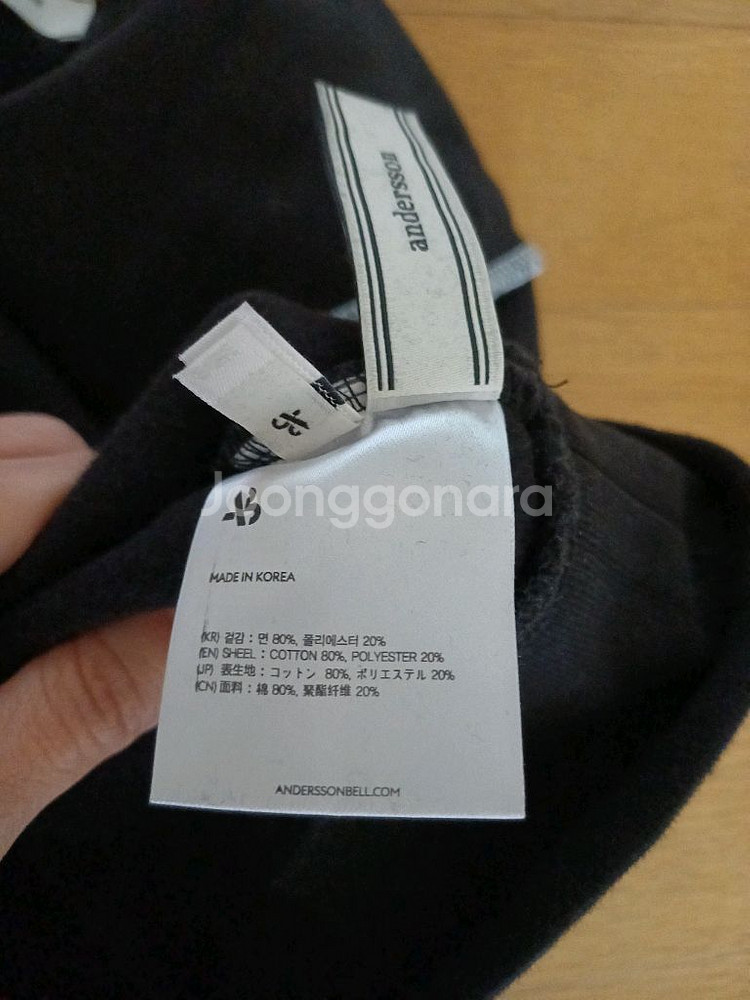 andersson
Joonggonara
MADE IN KOREA
(KR) 겉감 : 면 80%, 폴리에스터 20%
(EN) SHEEL : COTTON 80%, POLYESTER 20%
(JP) 表生地 : コットン 80%, ポリエステル 20%
(CN) 面料 : 綿 80%, 聚酯纤维 20%
ANDERSSONBELL.COM